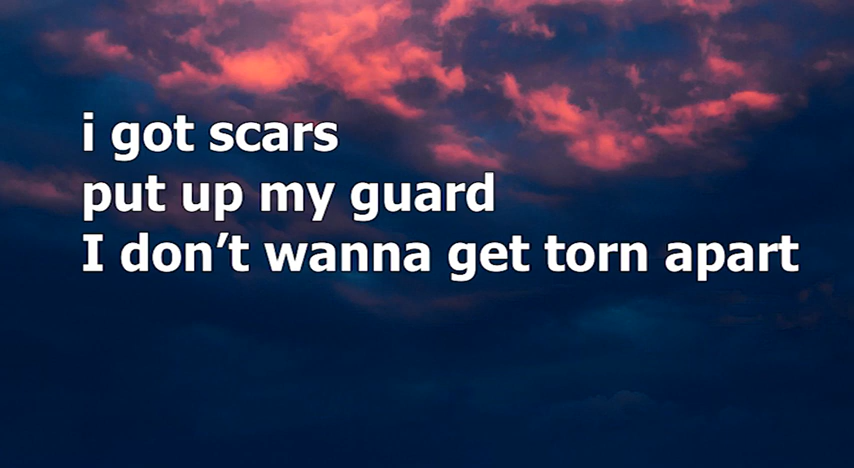 i got scars
put up my guard
I don’t wanna get torn apart